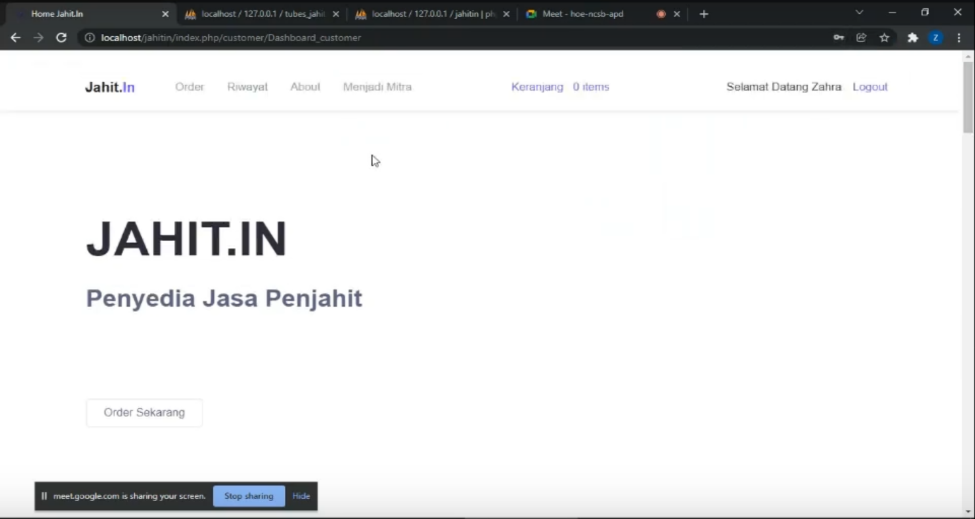 Home Jahit.In
localhost / 127.0.0.1 / tubes_jahit
localhost / 127.0.0.1 / jahitin | ph
Meet - hoe-ncsb-apd
localhost/jahitin/index.php/customer/Dashboard_customer
Z
Jahit.In Order Riwayat About Menjadi Mitra Keranjang 0 items Selamat Datang Zahra Logout
JAHIT.IN
Penyedia Jasa Penjahit
Order Sekarang
meet.google.com is sharing your screen. Stop sharing Hide